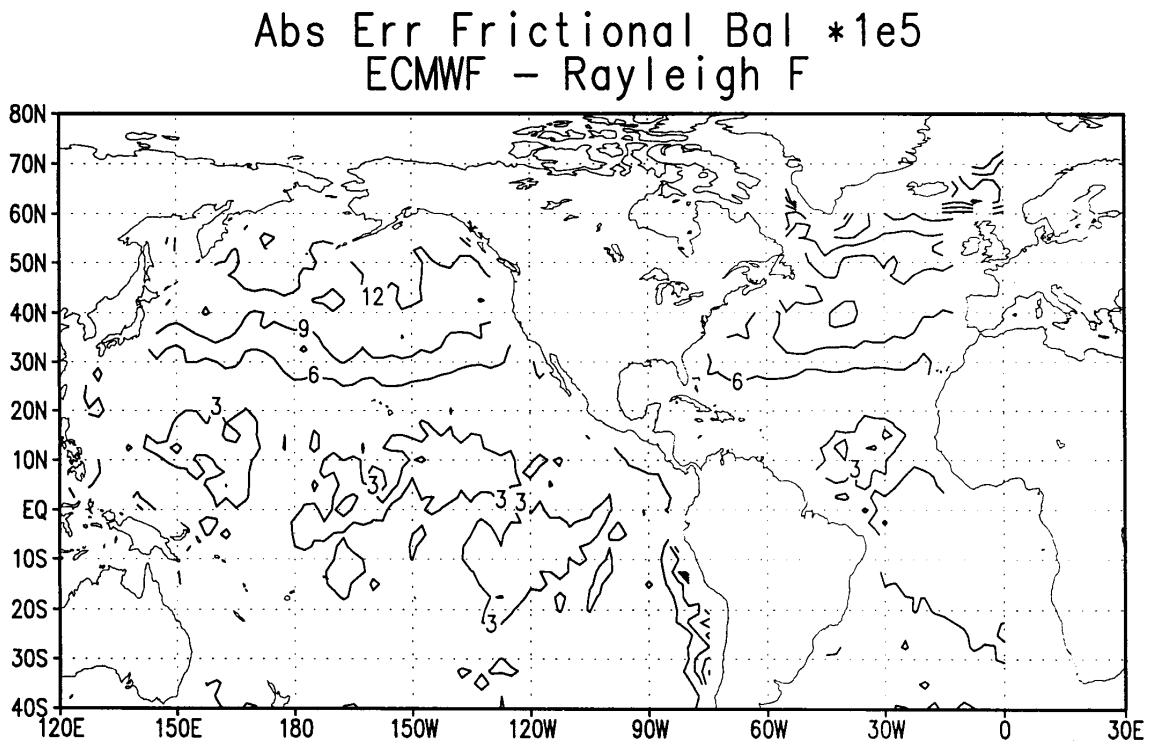 Abs Err Frictional Bal *1e5
ECMWF - Rayleigh F
80N
70N
60N
50N
12
40N
9
30N
6
6
20N
3
10N
3
3
3
3
EQ
10S
20S
3
30S
40S
120E 150E 180 150W 120W 90W 60W 30W 0 30E